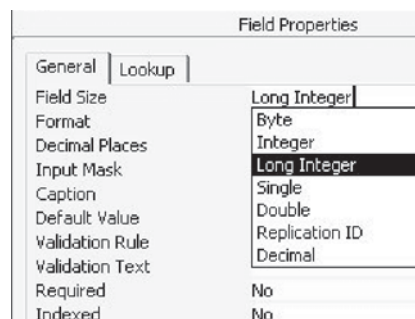 Field Properties
General Lookup
Field Size Long Integer
Format Byte
Decimal Places Integer
Input Mask Long Integer
Caption Single
Default Value Double
Validation Rule Replication ID
Validation Text Decimal
Required No
Indexed No